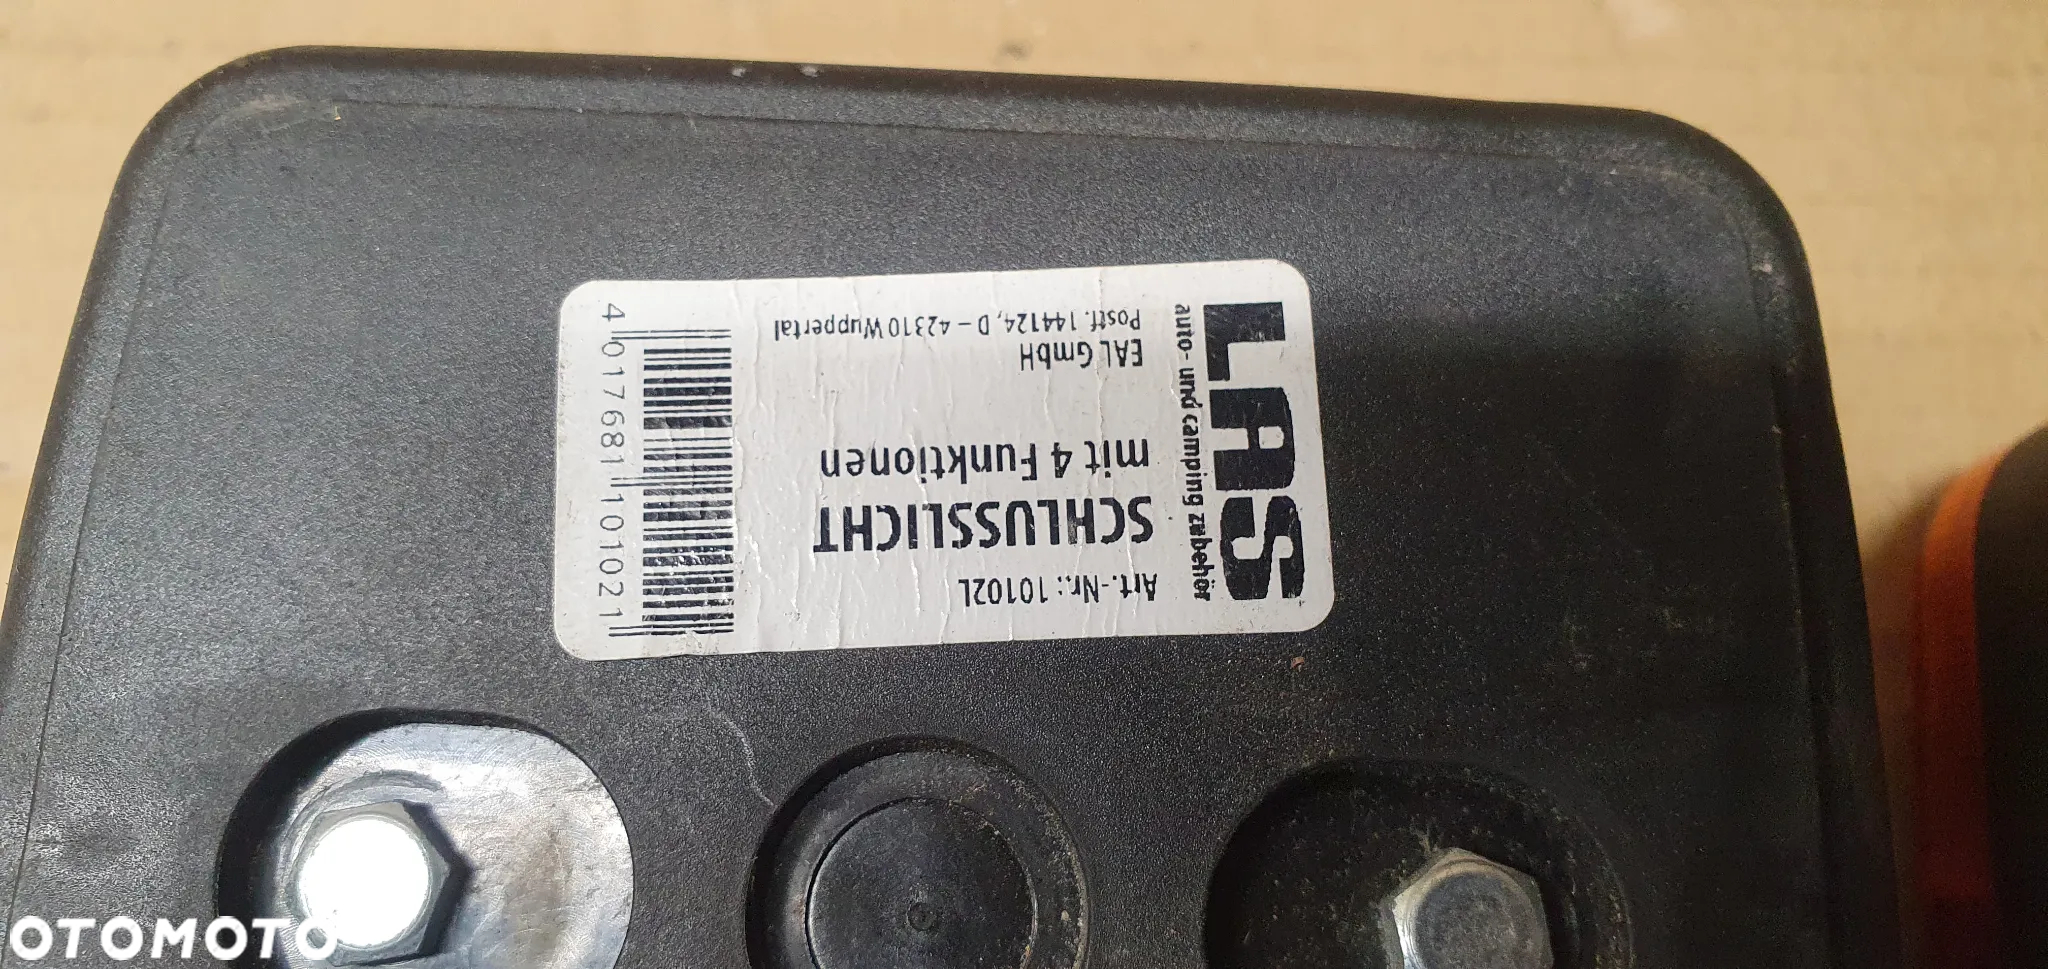 LAS
auto- und camping zubehör
Art.-Nr.: 10102L
SCHLUSSLICHT
mit 4 Funktionen
EAL GmbH
Postf. 144124, D – 42310 Wuppertal
4 017681 101021
OTOMOTO